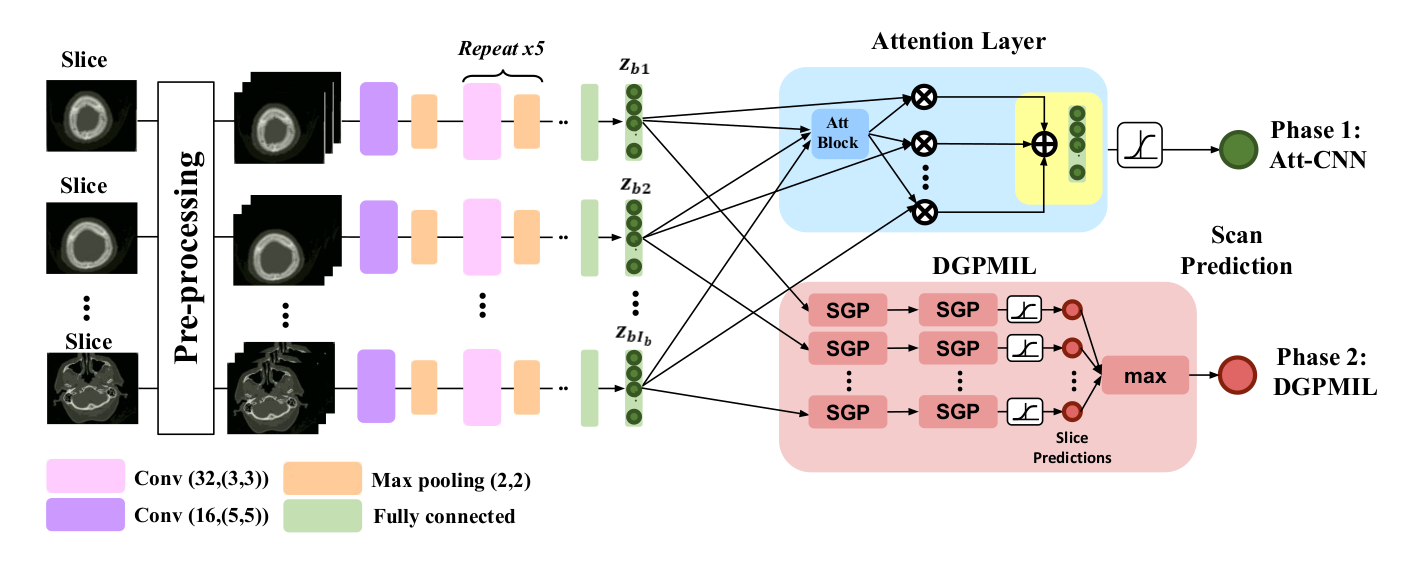 Slice
Slice
Slice
Pre-processing
Repeat x5
z_{b1}
z_{b2}
z_{bI_b}
Attention Layer
Att
Block
Phase 1:
Att-CNN
Scan
Prediction
DGPMIL
SGP
SGP
SGP
SGP
SGP
SGP
max
Slice
Predictions
Phase 2:
DGPMIL
Conv (32,(3,3))
Max pooling (2,2)
Conv (16,(5,5))
Fully connected